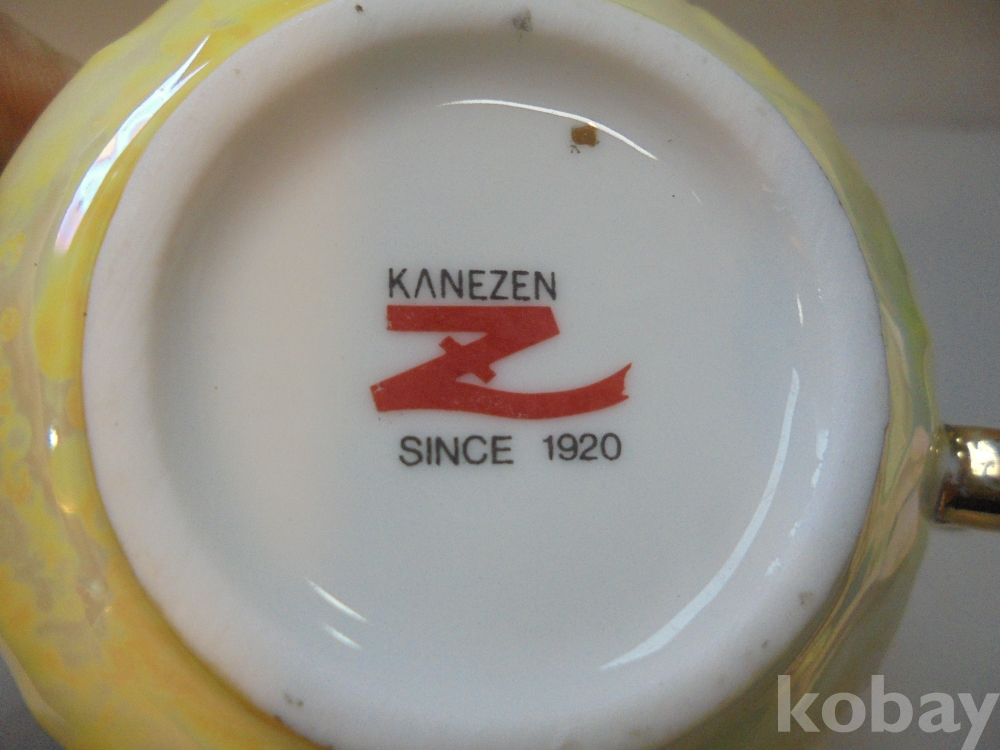 KANEZEN
Z
SINCE 1920
kobay